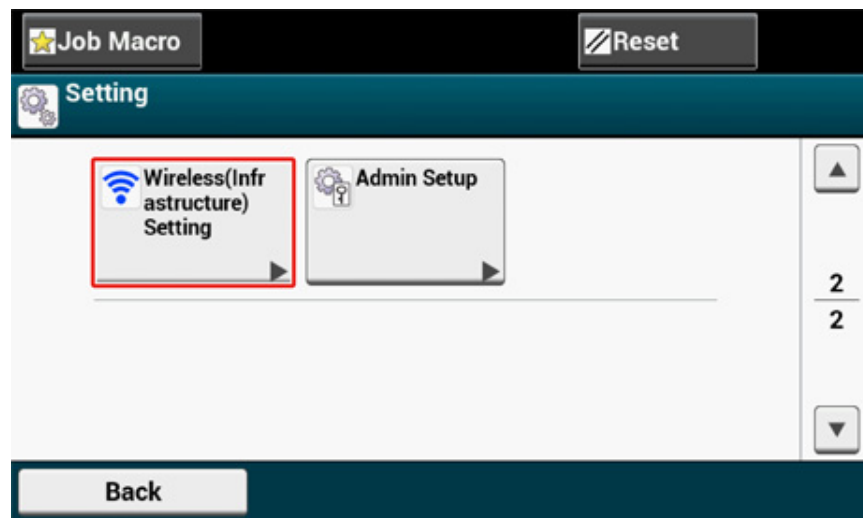 Job Macro
Reset
Setting
Wireless(Infr
astructure)
Setting
Admin Setup
2
2
Back